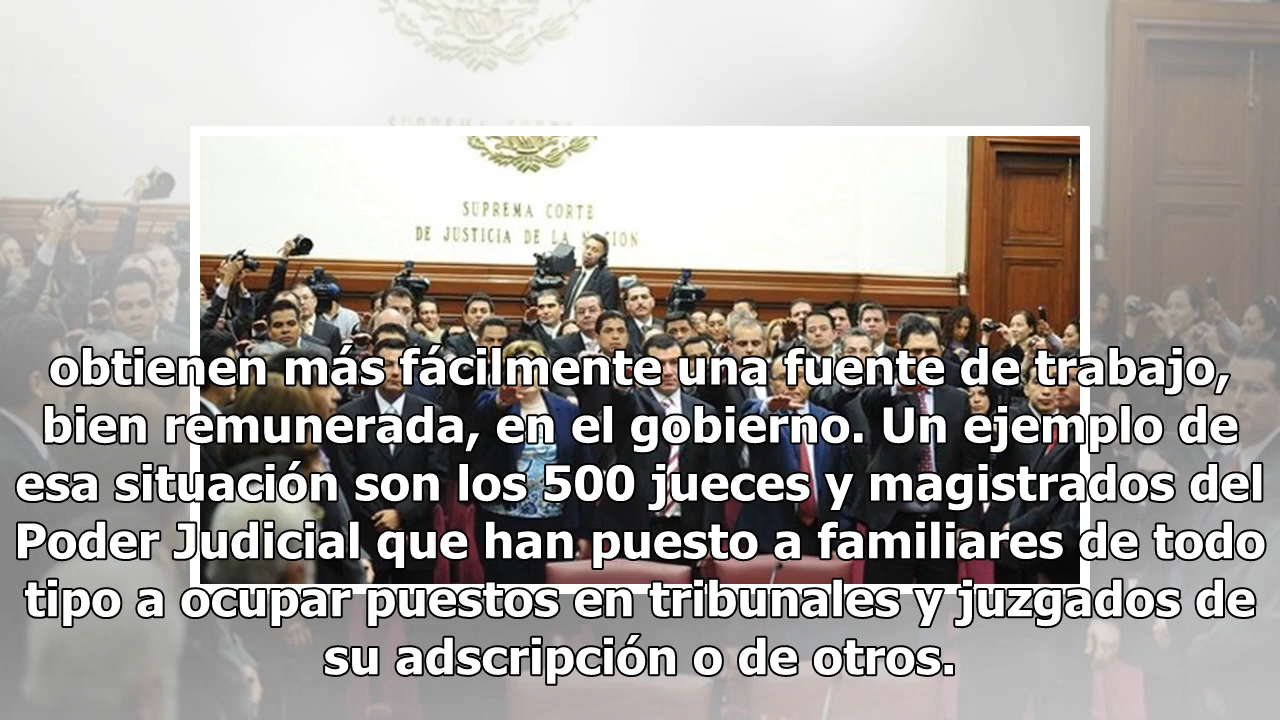 SUPREMA CORTE
DE JUSTICIA DE LA NACION
obtienen más fácilmente una fuente de trabajo,
bien remunerada, en el gobierno. Un ejemplo de
esa situación son los 500 jueces y magistrados del
Poder Judicial que han puesto a familiares de todo
tipo a ocupar puestos en tribunales y juzgados de
su adscripción o de otros.